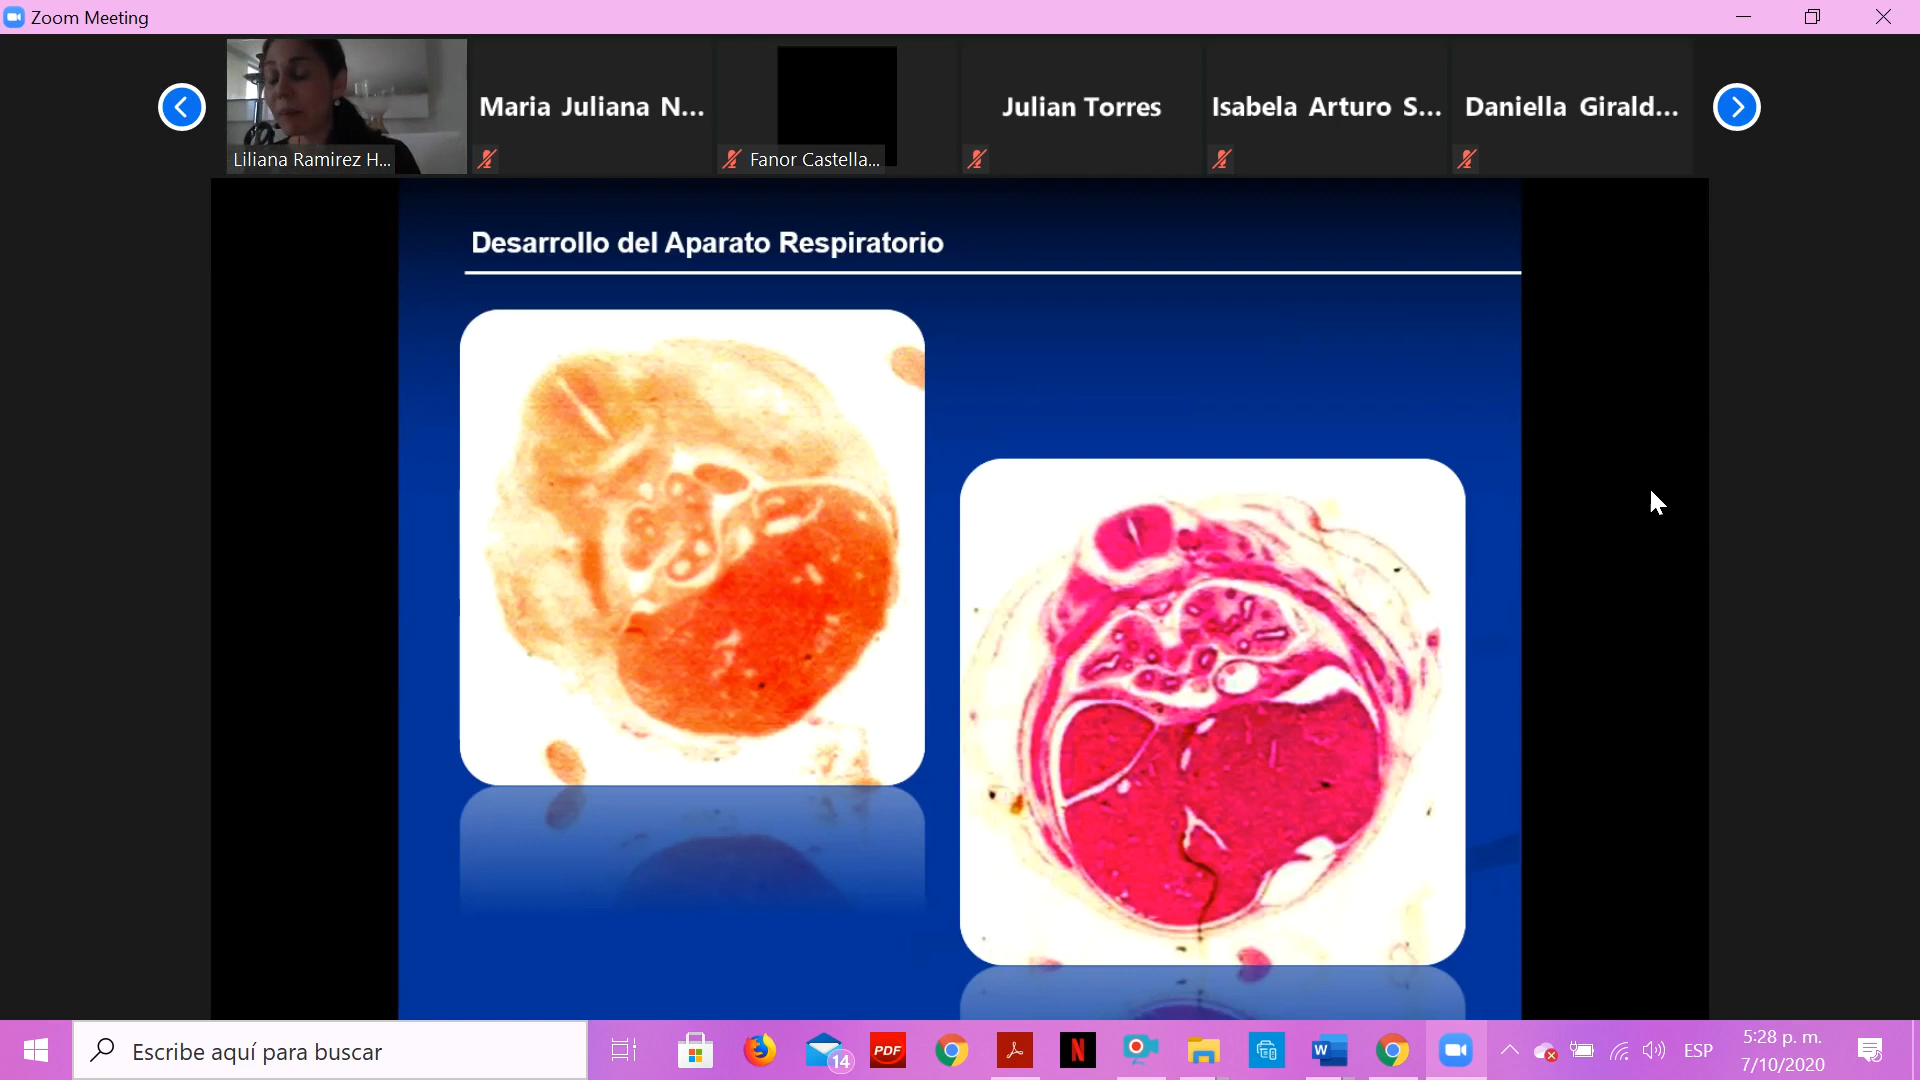 Zoom Meeting
Liliana Ramirez H...
Maria Juliana N...
Fanor Castella...
Julian Torres
Isabela Arturo S...
Daniella Girald...
Desarrollo del Aparato Respiratorio
Escribe aquí para buscar
14
PDF
N
W
ESP
5:28 p. m.
7/10/2020